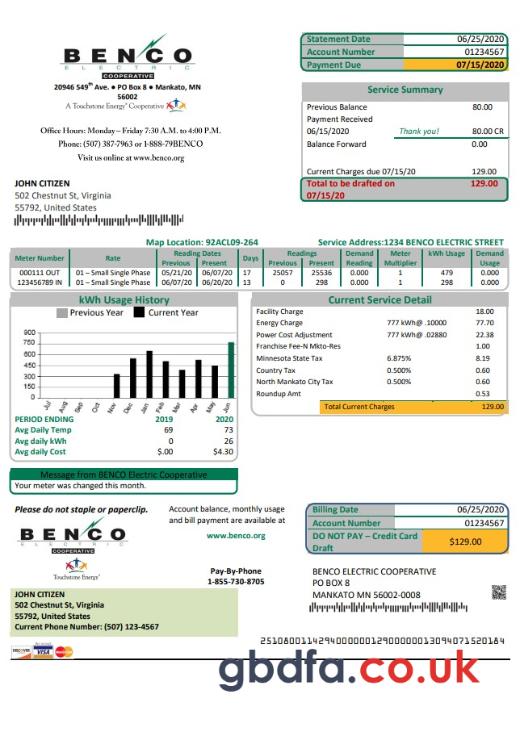 BENCO
ELECTRIC
COOPERATIVE
20946 549th Ave. ● PO Box 8 ● Mankato, MN
56002
A Touchstone Energy® Cooperative
Office Hours: Monday – Friday 7:30 A.M. to 4:00 P.M.
Phone: (507) 387-7963 or 1-888-79BENCO
Visit us online at www.benco.org
Statement Date 06/25/2020
Account Number 01234567
Payment Due 07/15/2020
Service Summary
Previous Balance 80.00
Payment Received
06/15/2020 Thank you! 80.00 CR
Balance Forward 0.00
Current Charges due 07/15/20 129.00
Total to be drafted on 129.00
07/15/20
JOHN CITIZEN
502 Chestnut St, Virginia
55792, United States
Map Location: 92ACL09-264 Service Address:1234 BENCO ELECTRIC STREET
Meter Number Rate Reading Dates Previous Present Days Readings Previous Present Demand Reading Meter Multiplier kWh Usage Demand Usage
000111 OUT 01 – Small Single Phase 05/21/20 06/07/20 17 25057 25536 0.000 1 479 0.000
123456789 IN 01 – Small Single Phase 06/07/20 06/20/20 13 0 298 0.000 1 298 0.000
kWh Usage History
Previous Year Current Year
900
750
600
450
300
150
0
Jul Aug Sep Oct Nov Dec Jan Feb Mar Apr May Jun
PERIOD ENDING 2019 2020
Avg Daily Temp 69 73
Avg daily kWh 0 26
Avg daily Cost $.00 $4.30
Current Service Detail
Facility Charge 18.00
Energy Charge 777 kWh@ .10000 77.70
Power Cost Adjustment 777 kWh@ .02880 22.38
Franchise Fee-N Mkto-Res 1.00
Minnesota State Tax 6.875% 8.19
Country Tax 0.500% 0.60
North Mankato City Tax 0.500% 0.60
Roundup Amt 0.53
Total Current Charges 129.00
Message from BENCO Electric Cooperative
Your meter was changed this month.
Please do not staple or paperclip.
BENCO
ELECTRIC
COOPERATIVE
Touchstone Energy®
Account balance, monthly usage
and bill payment are available at
www.benco.org
Pay-By-Phone
1-855-730-8705
Billing Date 06/25/2020
Account Number 01234567
DO NOT PAY – Credit Card
Draft $129.00
JOHN CITIZEN
502 Chestnut St, Virginia
55792, United States
Current Phone Number: (507) 123-4567
BENCO ELECTRIC COOPERATIVE
PO BOX 8
MANKATO MN 56002-0008
DISCOVER VISA
gbdfa.co.uk